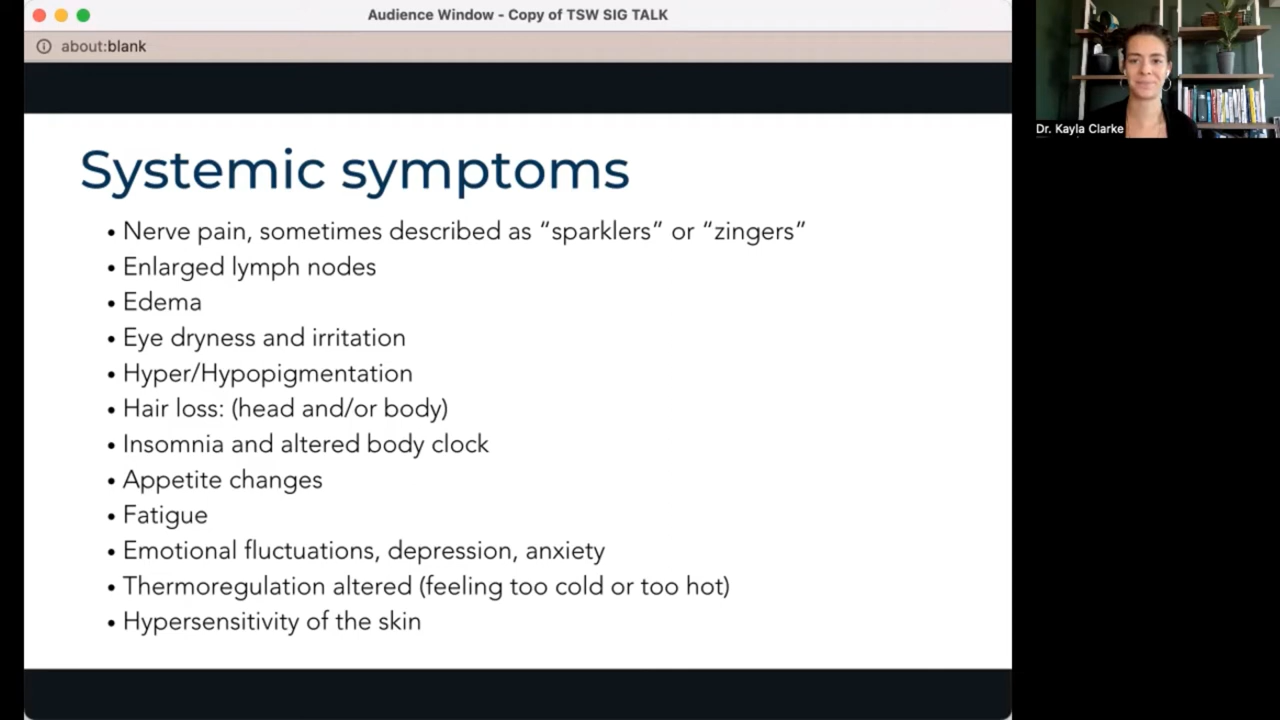 Audience Window - Copy of TSW SIG TALK
about:blank
Dr. Kayla Clarke
Systemic symptoms
• Nerve pain, sometimes described as “sparklers” or “zingers”
• Enlarged lymph nodes
• Edema
• Eye dryness and irritation
• Hyper/Hypopigmentation
• Hair loss: (head and/or body)
• Insomnia and altered body clock
• Appetite changes
• Fatigue
• Emotional fluctuations, depression, anxiety
• Thermoregulation altered (feeling too cold or too hot)
• Hypersensitivity of the skin